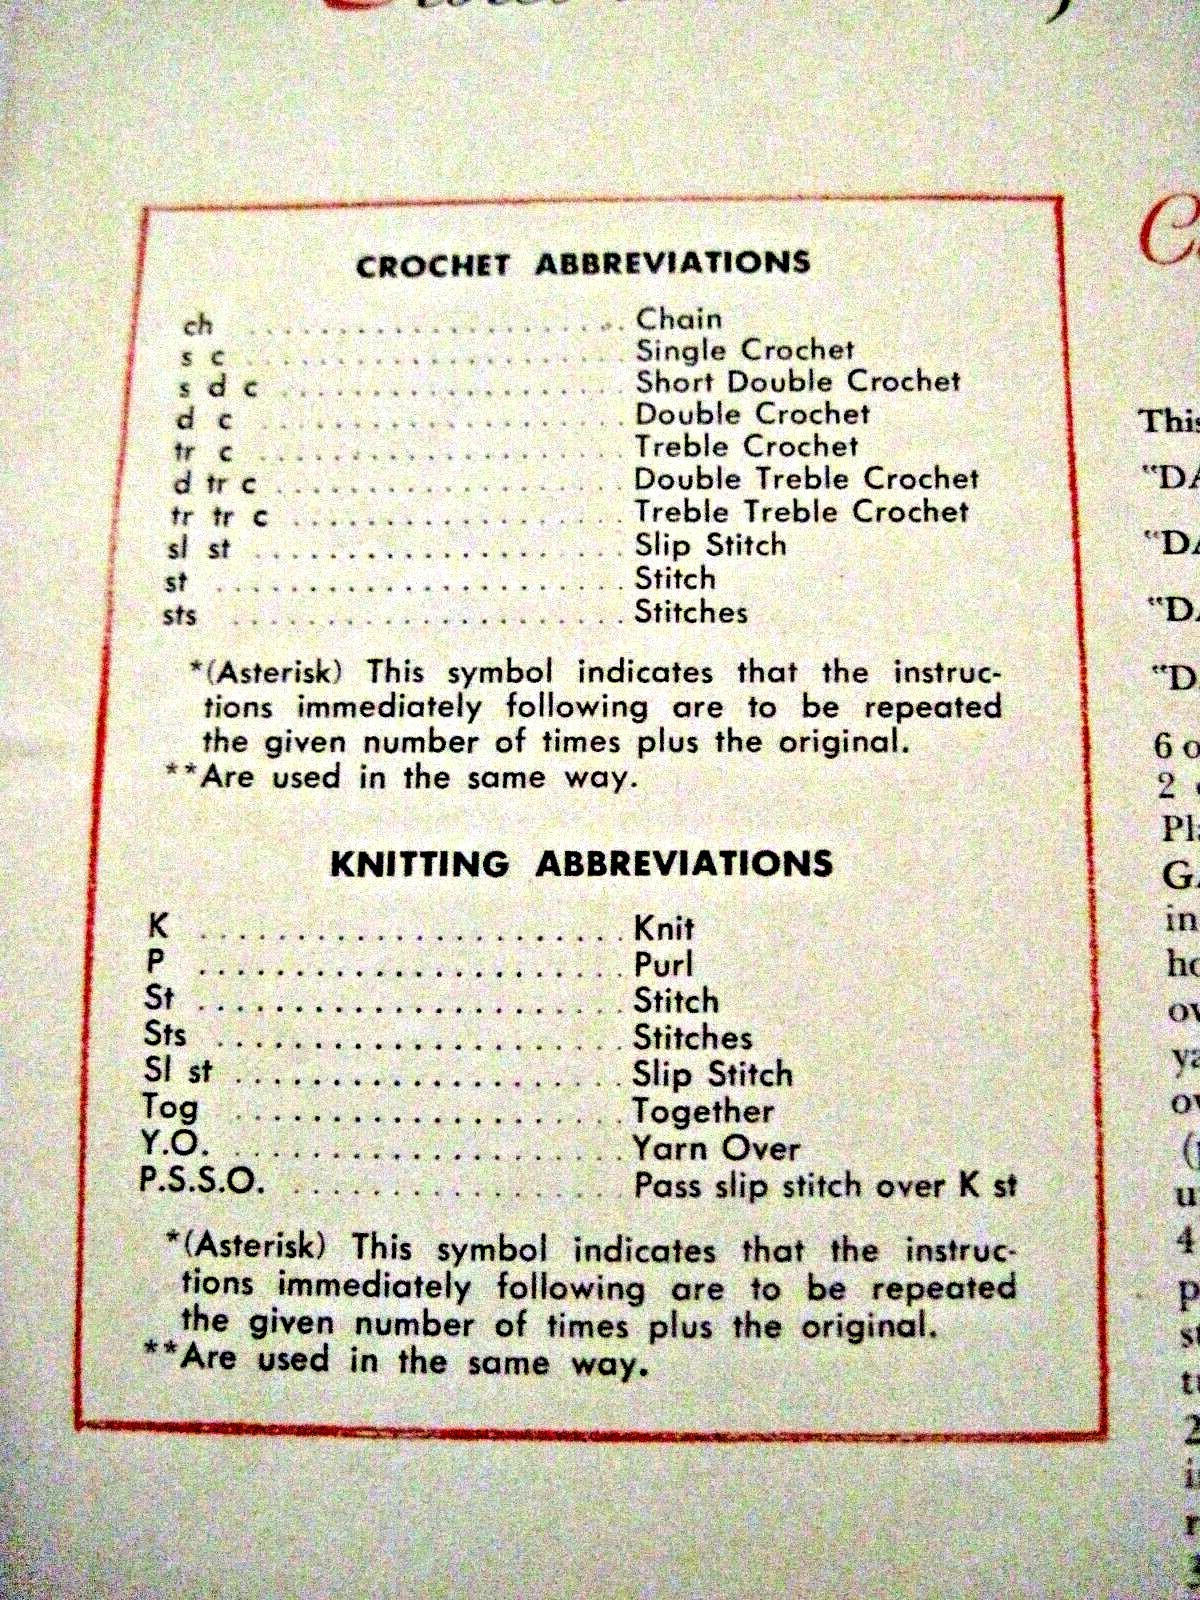 CROCHET ABBREVIATIONS
ch . . . . . . . . . . . . . . . . . . . . . Chain
s c . . . . . . . . . . . . . . . . . . . . . Single Crochet
s d c . . . . . . . . . . . . . . . . . . . Short Double Crochet
d c . . . . . . . . . . . . . . . . . . . . Double Crochet
tr c . . . . . . . . . . . . . . . . . . . . Treble Crochet
d tr c . . . . . . . . . . . . . . . . . . . Double Treble Crochet
tr tr c . . . . . . . . . . . . . . . . . . Treble Treble Crochet
sl st . . . . . . . . . . . . . . . . . . . . Slip Stitch
st . . . . . . . . . . . . . . . . . . . . . . Stitch
sts . . . . . . . . . . . . . . . . . . . . . Stitches
*(Asterisk) This symbol indicates that the instruc-
tions immediately following are to be repeated
the given number of times plus the original.
**Are used in the same way.
KNITTING ABBREVIATIONS
K . . . . . . . . . . . . . . . . . . . . . . Knit
P . . . . . . . . . . . . . . . . . . . . . . Purl
St . . . . . . . . . . . . . . . . . . . . . . Stitch
Sts . . . . . . . . . . . . . . . . . . . . . Stitches
Sl st . . . . . . . . . . . . . . . . . . . . Slip Stitch
Tog . . . . . . . . . . . . . . . . . . . . Together
Y.O. . . . . . . . . . . . . . . . . . . . . Yarn Over
P.S.S.O. . . . . . . . . . . . . . . . . . Pass slip stitch over K st
*(Asterisk) This symbol indicates that the instruc-
tions immediately following are to be repeated
the given number of times plus the original.
**Are used in the same way.
This
6
2
in